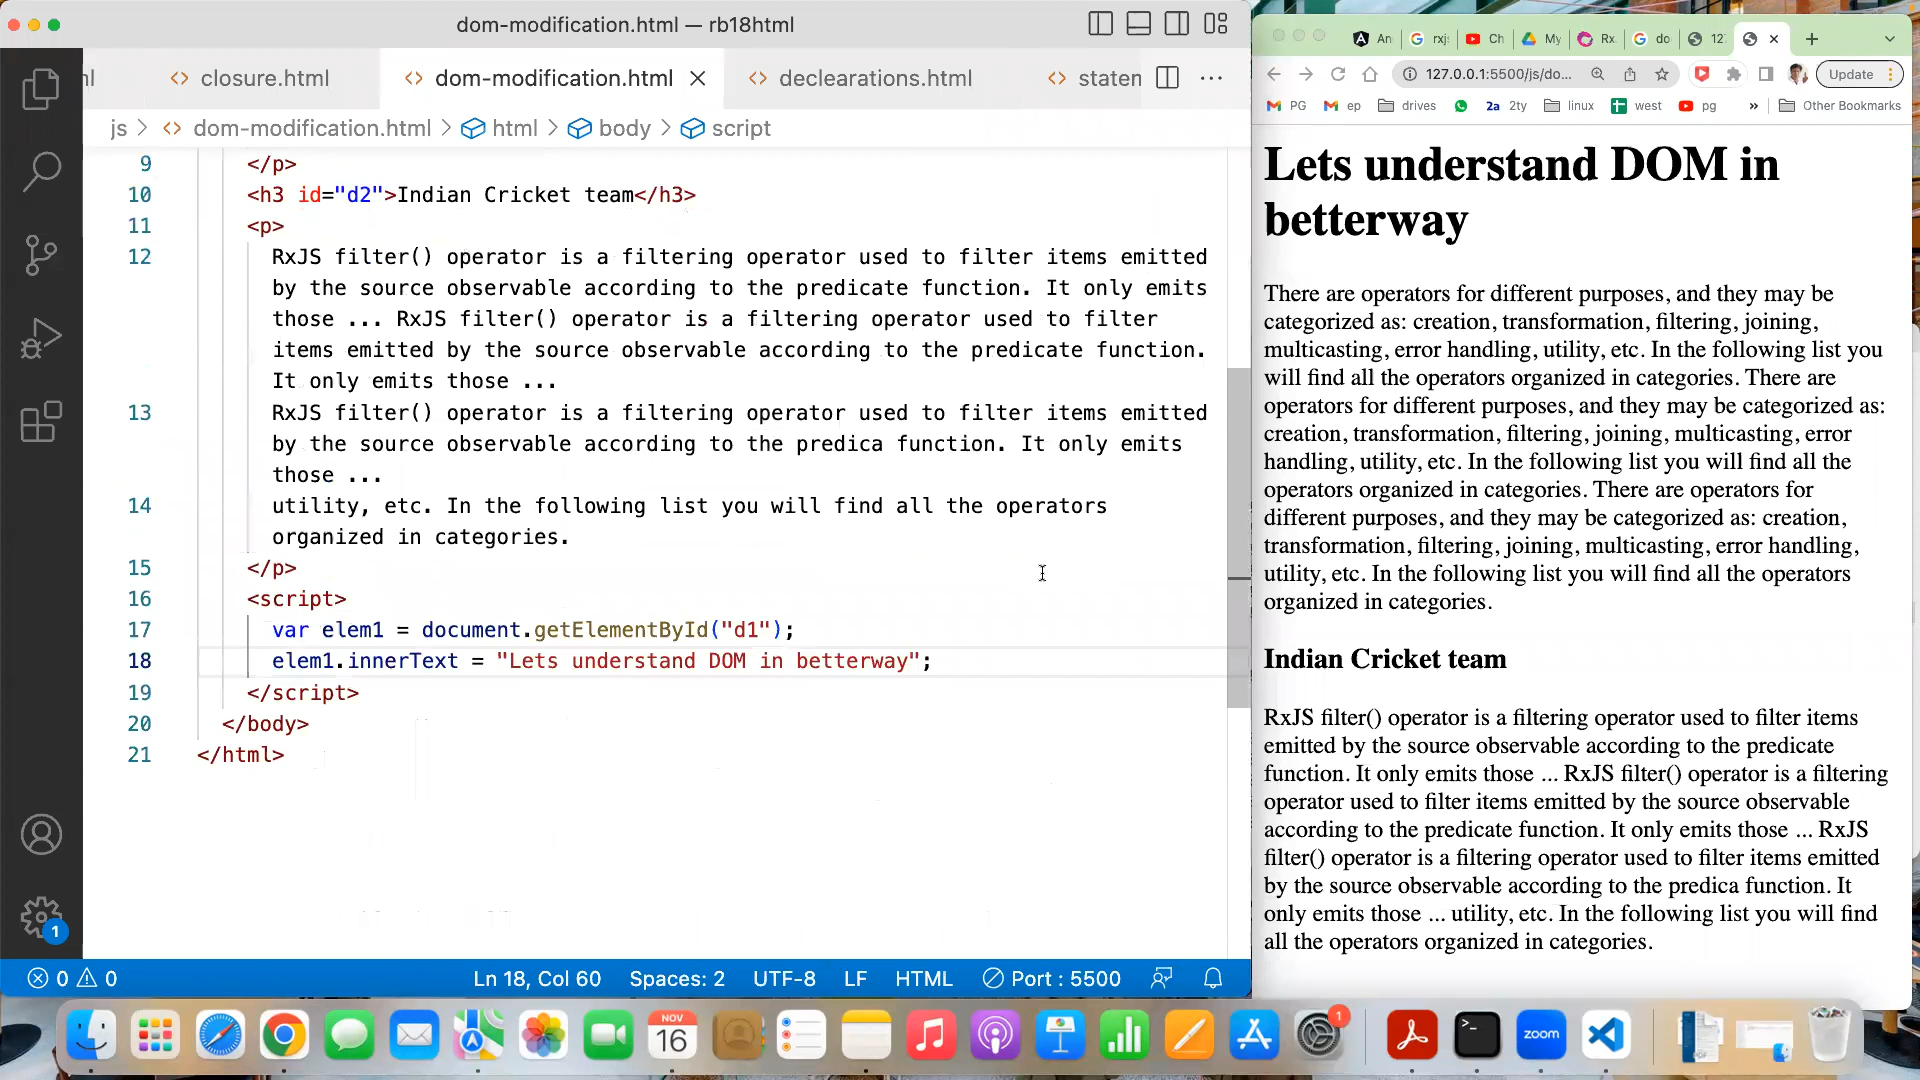 dom-modification.html — rb18html
nl
closure.html
dom-modification.html
declearations.html
staten
js > dom-modification.html > html > body > script
9 </p>
10 <h3 id="d2">Indian Cricket team</h3>
11 <p>
12 RxJS filter() operator is a filtering operator used to filter items emitted
by the source observable according to the predicate function. It only emits
those ... RxJS filter() operator is a filtering operator used to filter
items emitted by the source observable according to the predicate function.
It only emits those ...
13 RxJS filter() operator is a filtering operator used to filter items emitted
by the source observable according to the predica function. It only emits
those ...
14 utility, etc. In the following list you will find all the operators
organized in categories.
15 </p>
16 <script>
17 var elem1 = document.getElementById("d1");
18 elem1.innerText = "Lets understand DOM in betterway";
19 </script>
20 </body>
21 </html>
1
0 0
Ln 18, Col 60
Spaces: 2
UTF-8
LF
HTML
Port : 5500
An
rxj
Ch
My
Rx
do
12
127.0.0.1:5500/js/do...
Update
PG
ep
drives
2a 2ty
linux
west
pg
»
Other Bookmarks
Lets understand DOM in
betterway
There are operators for different purposes, and they may be
categorized as: creation, transformation, filtering, joining,
multicasting, error handling, utility, etc. In the following list you
will find all the operators organized in categories. There are
operators for different purposes, and they may be categorized as:
creation, transformation, filtering, joining, multicasting, error
handling, utility, etc. In the following list you will find all the
operators organized in categories. There are operators for
different purposes, and they may be categorized as: creation,
transformation, filtering, joining, multicasting, error handling,
utility, etc. In the following list you will find all the operators
organized in categories.
Indian Cricket team
RxJS filter() operator is a filtering operator used to filter items
emitted by the source observable according to the predicate
function. It only emits those ... RxJS filter() operator is a filtering
operator used to filter items emitted by the source observable
according to the predicate function. It only emits those ... RxJS
filter() operator is a filtering operator used to filter items emitted
by the source observable according to the predica function. It
only emits those ... utility, etc. In the following list you will find
all the operators organized in categories.
NOV
16
1
zoom